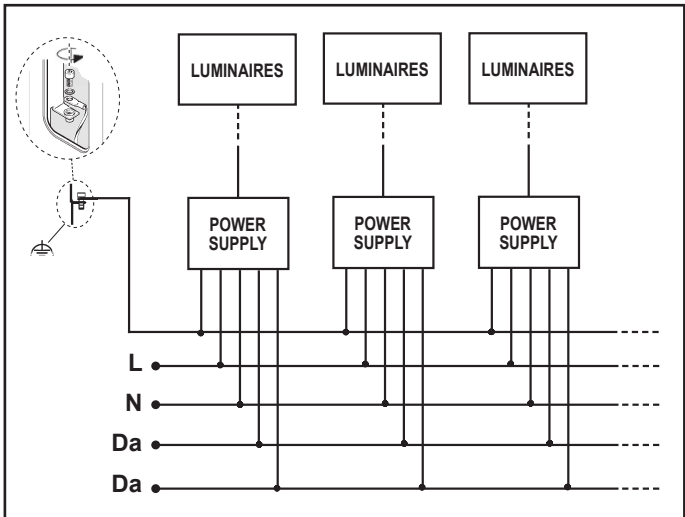 LUMINAIRES
LUMINAIRES
LUMINAIRES
POWER
SUPPLY
POWER
SUPPLY
POWER
SUPPLY
L
N
Da
Da